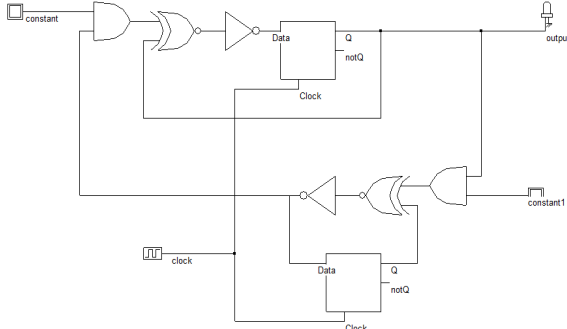 constant
Data
Q
notQ
Clock
outpu
constant1
clock
Data
Q
notQ
Clock